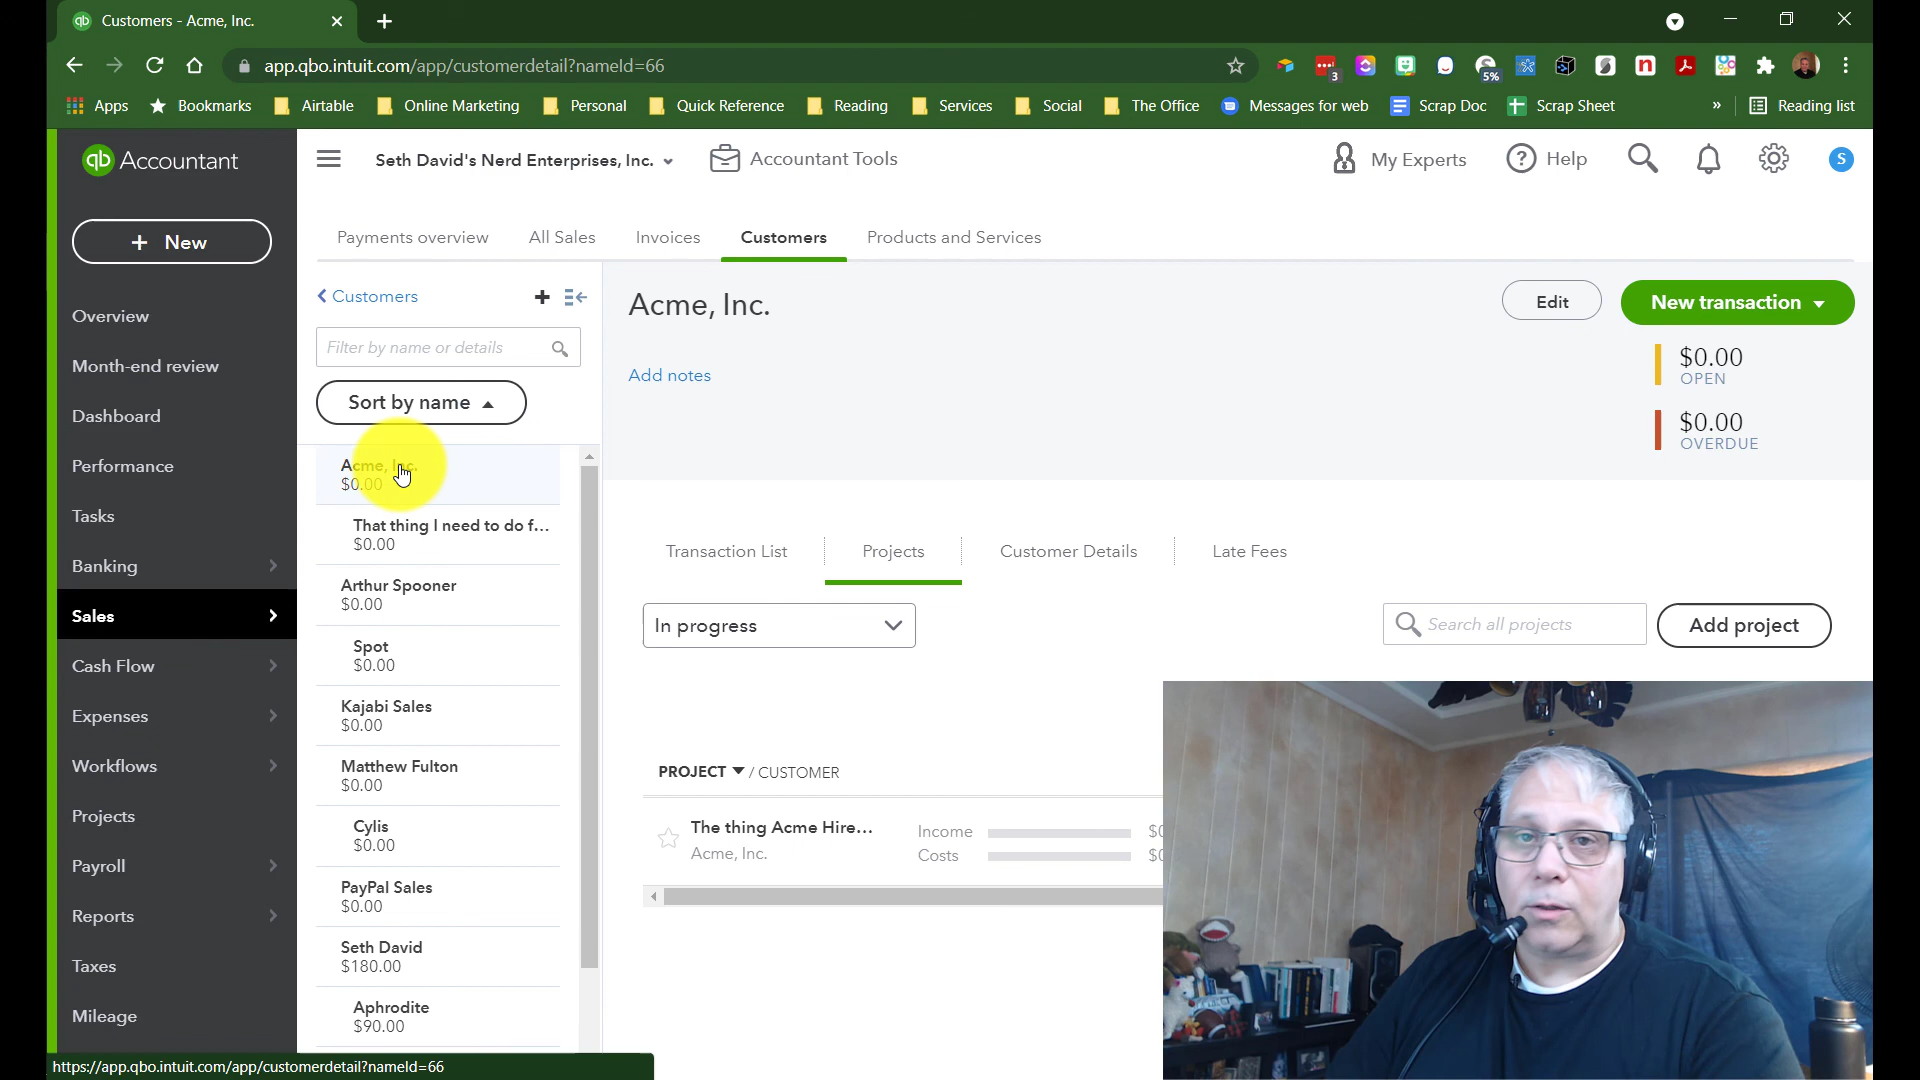 Customers - Acme, Inc.
app.qbo.intuit.com/app/customerdetail?nameId=66
3
5%
Apps
Bookmarks
Airtable
Online Marketing
Personal
Quick Reference
Reading
Services
Social
The Office
Messages for web
Scrap Doc
Scrap Sheet
»
Reading list
qb Accountant
Seth David's Nerd Enterprises, Inc.
Accountant Tools
My Experts
Help
S
+ New
Payments overview
All Sales
Invoices
Customers
Products and Services
Overview
Month-end review
Dashboard
Performance
Tasks
Banking
Sales
Cash Flow
Expenses
Workflows
Projects
Payroll
Reports
Taxes
Mileage
Customers
Filter by name or details
Sort by name
Acme, Inc.
$0.00
That thing I need to do f...
$0.00
Arthur Spooner
$0.00
Spot
$0.00
Kajabi Sales
$0.00
Matthew Fulton
$0.00
Cylis
$0.00
PayPal Sales
$0.00
Seth David
$180.00
Aphrodite
$90.00
Acme, Inc.
Edit
New transaction
Add notes
$0.00
OPEN
$0.00
OVERDUE
Transaction List
Projects
Customer Details
Late Fees
In progress
Search all projects
Add project
PROJECT / CUSTOMER
The thing Acme Hire...
Acme, Inc.
Income
Costs
https://app.qbo.intuit.com/app/customerdetail?nameId=66